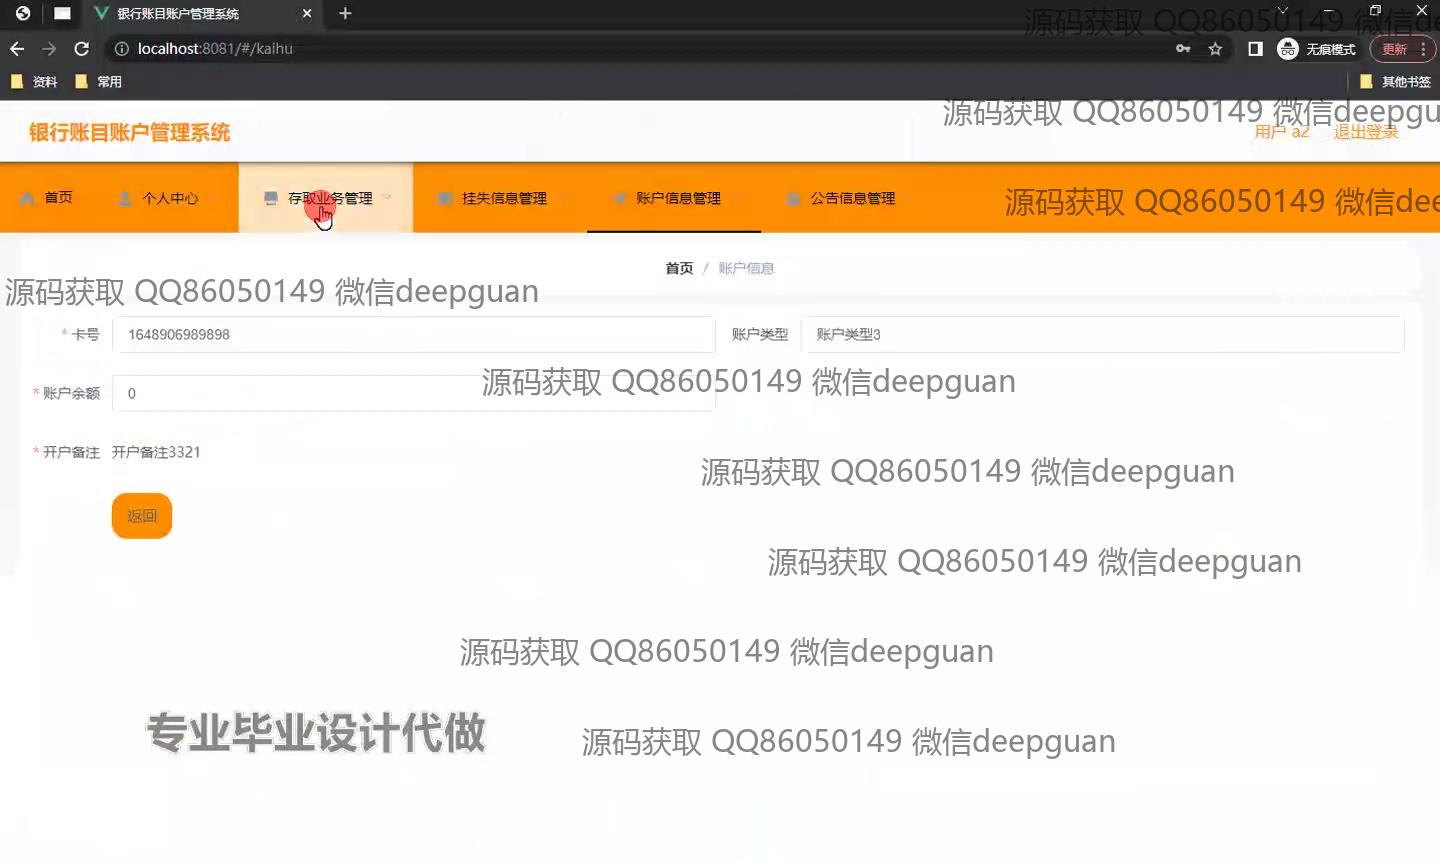 银行账目账户管理系统
源码获取 QQ86050149 微信de
localhost:8081/#/kaihu
无痕模式
更新
资料
常用
其他书签
源码获取 QQ86050149 微信deepgu
银行账目账户管理系统
用户 a2
退出登录
首页
个人中心
存取业务管理
挂失信息管理
账户信息管理
公告信息管理
源码获取 QQ86050149 微信dee
首页 / 账户信息
源码获取 QQ86050149 微信deepguan
* 卡号 1648906989898 账户类型 账户类型3
* 账户余额 0
源码获取 QQ86050149 微信deepguan
* 开户备注 开户备注3321
源码获取 QQ86050149 微信deepguan
返回
源码获取 QQ86050149 微信deepguan
源码获取 QQ86050149 微信deepguan
专业毕业设计代做
源码获取 QQ86050149 微信deepguan